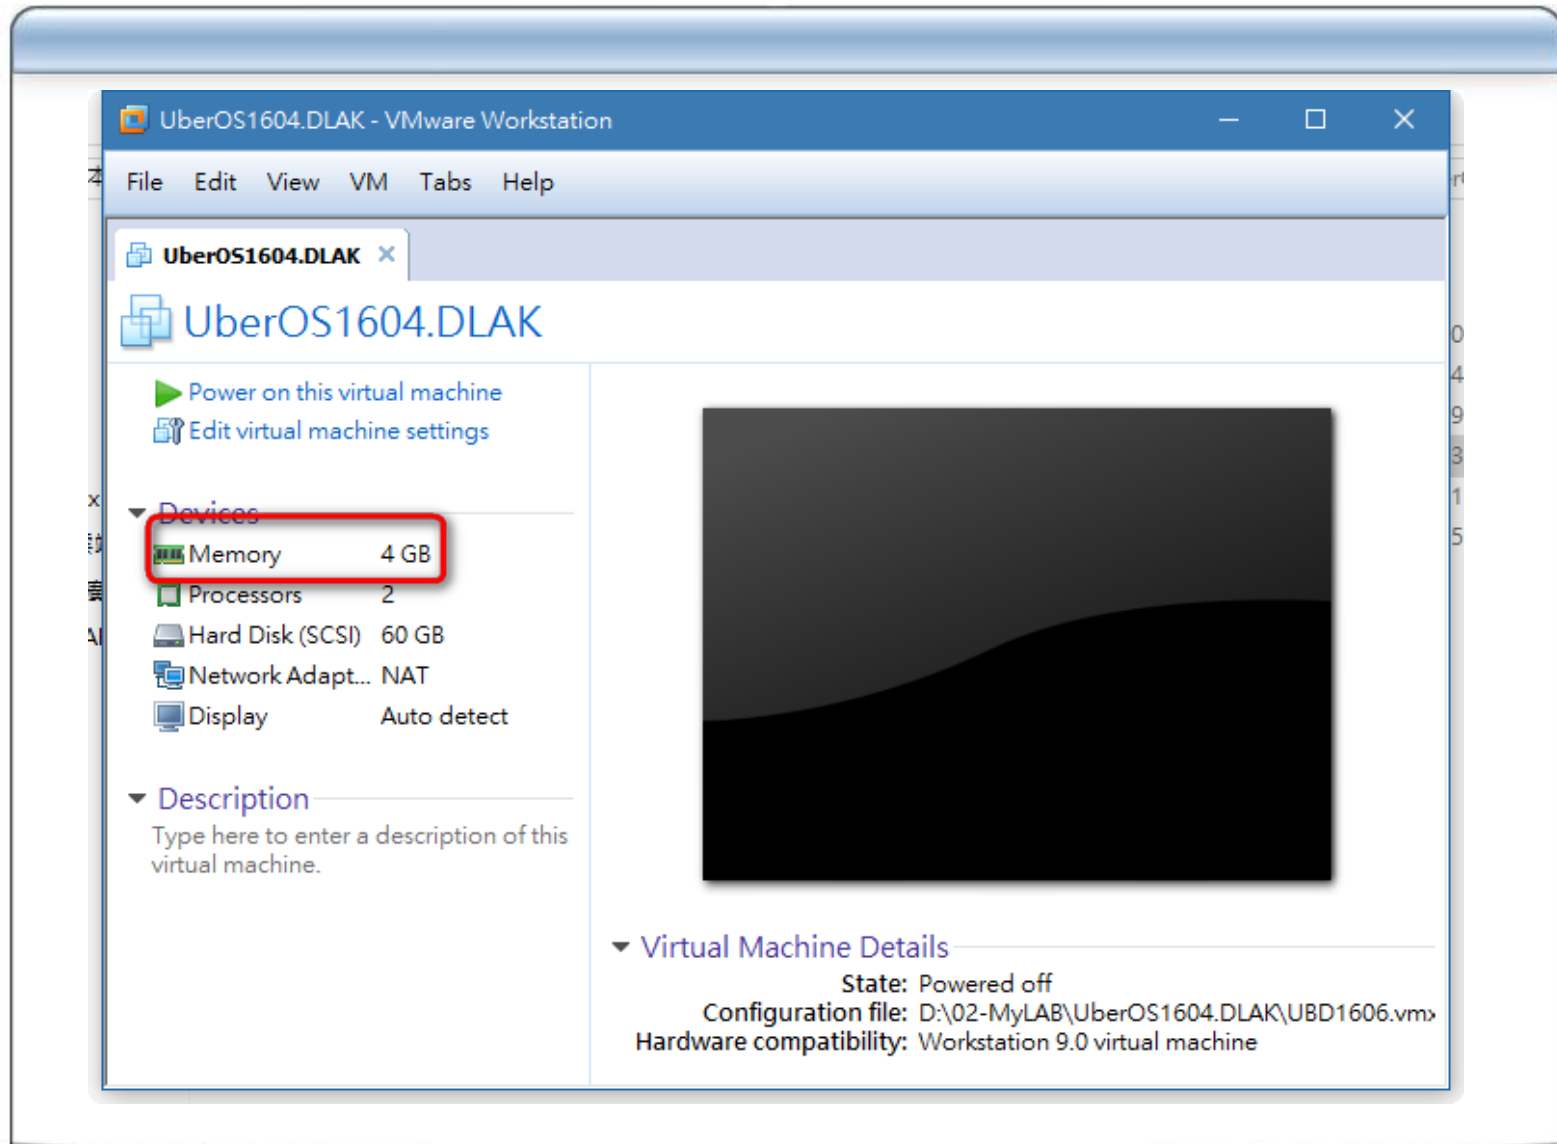 UberOS1604.DLAK - VMware Workstation
File Edit View VM Tabs Help
UberOS1604.DLAK
UberOS1604.DLAK
Power on this virtual machine
Edit virtual machine settings
Devices
Memory 4 GB
Processors 2
Hard Disk (SCSI) 60 GB
Network Adapt... NAT
Display Auto detect
Description
Type here to enter a description of this
virtual machine.
Virtual Machine Details
State: Powered off
Configuration file: D:\02-MyLAB\UberOS1604.DLAK\UBD1606.vmx
Hardware compatibility: Workstation 9.0 virtual machine